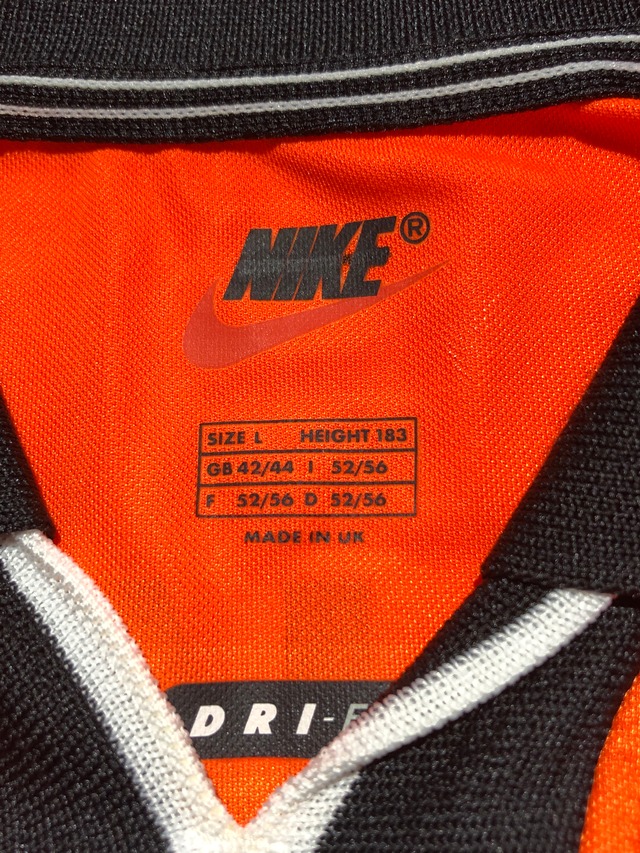 NIKE®
SIZE L HEIGHT 183
GB 42/44 I 52/56
F 52/56 D 52/56
MADE IN UK
DRI-F